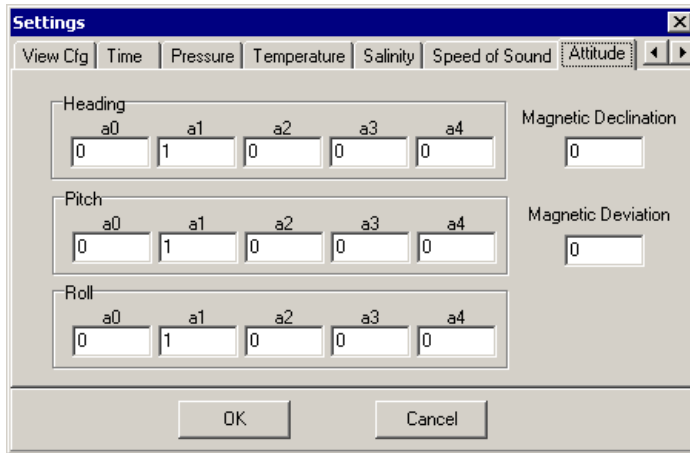 Settings
View Cfg Time Pressure Temperature Salinity Speed of Sound Attitude
Heading
a0 a1 a2 a3 a4
0 1 0 0 0
Magnetic Declination
0
Pitch
a0 a1 a2 a3 a4
0 1 0 0 0
Magnetic Deviation
0
Roll
a0 a1 a2 a3 a4
0 1 0 0 0
OK Cancel